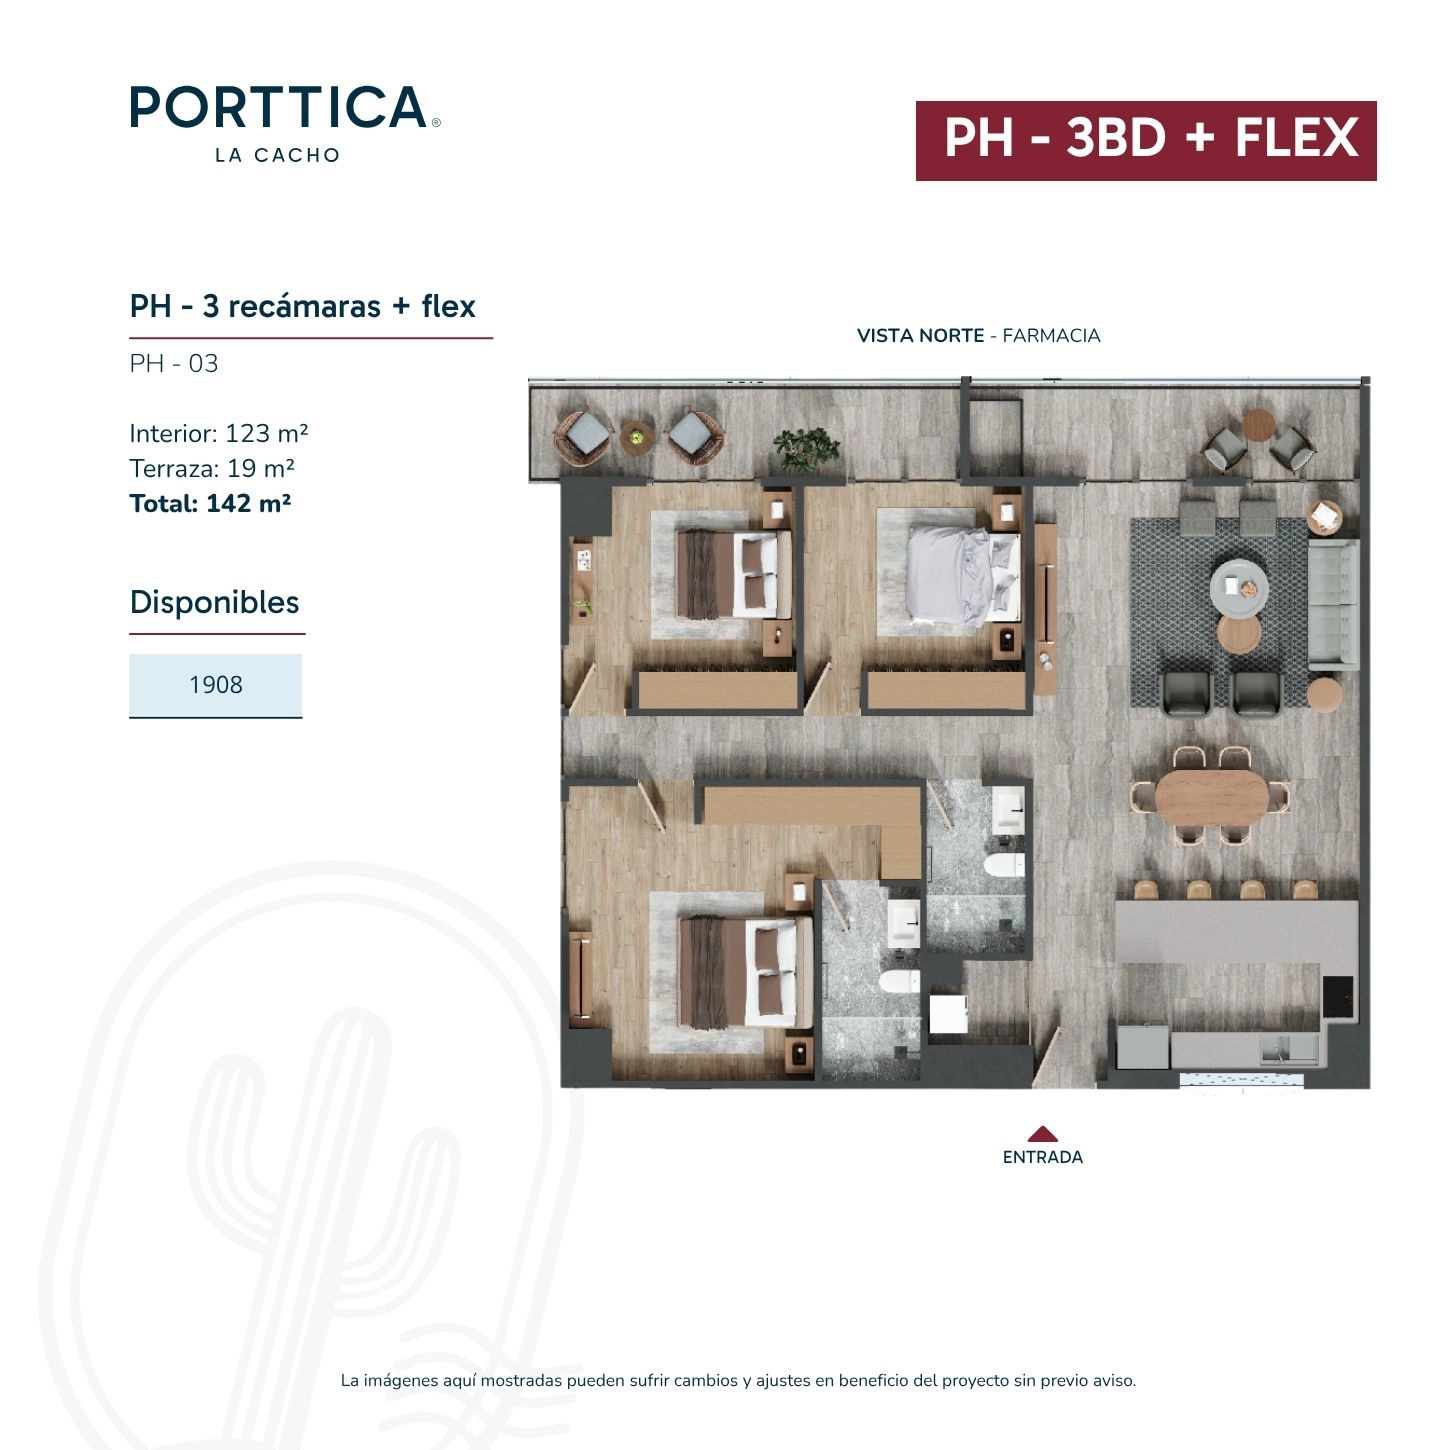 PORTTICA®
LA CACHO
PH - 3BD + FLEX
PH - 3 recámaras + flex
PH - 03
Interior: 123 m²
Terraza: 19 m²
Total: 142 m²
Disponibles
1908
VISTA NORTE - FARMACIA
ENTRADA
La imágenes aquí mostradas pueden sufrir cambios y ajustes en beneficio del proyecto sin previo aviso.